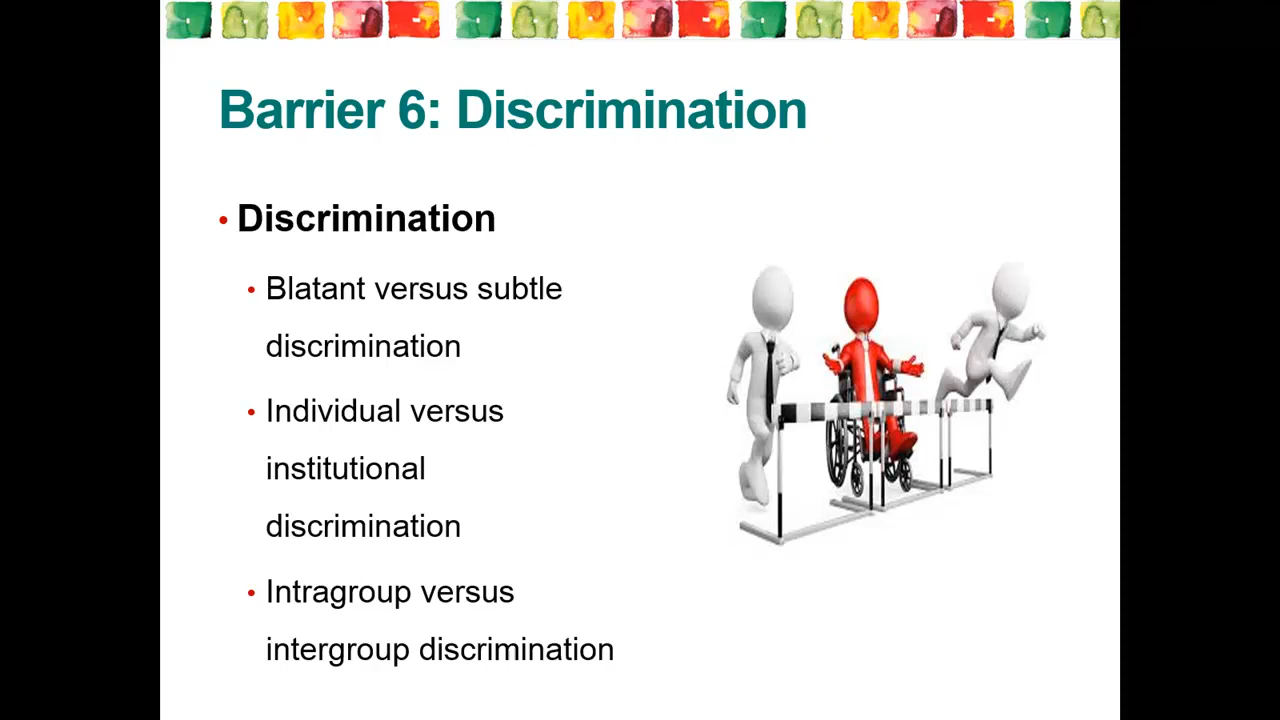 Barrier 6: Discrimination
• Discrimination
• Blatant versus subtle
discrimination
• Individual versus
institutional
discrimination
• Intragroup versus
intergroup discrimination